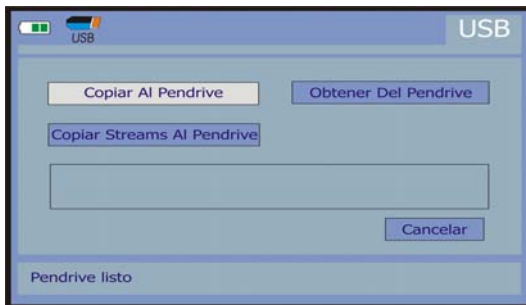 USB
USB
Copiar Al Pendrive
Obtener Del Pendrive
Copiar Streams Al Pendrive
Cancelar
Pendrive listo